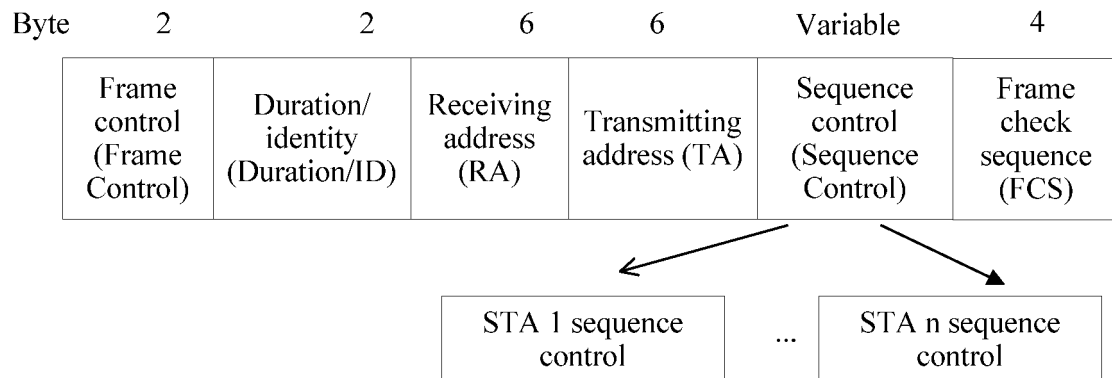 Byte 2 2 6 6 Variable 4
Frame
control
(Frame
Control)
Duration/
identity
(Duration/ID)
Receiving
address
(RA)
Transmitting
address (TA)
Sequence
control
(Sequence
Control)
Frame
check
sequence
(FCS)
STA 1 sequence
control
...
STA n sequence
control